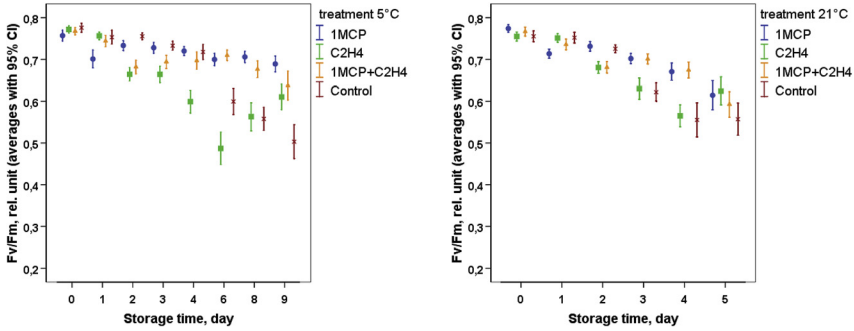 treatment 5°C
1MCP
C2H4
1MCP+C2H4
Control
Fv/Fm, rel. unit (averages with 95% CI)
0,8
0,7
0,6
0,5
0,4
0,3
0,2
0 1 2 3 4 6 8 9
Storage time, day
treatment 21°C
1MCP
C2H4
1MCP+C2H4
Control
Fv/Fm, rel. unit (averages with 95% CI)
0,8
0,7
0,6
0,5
0,4
0,3
0,2
0 1 2 3 4 5
Storage time, day